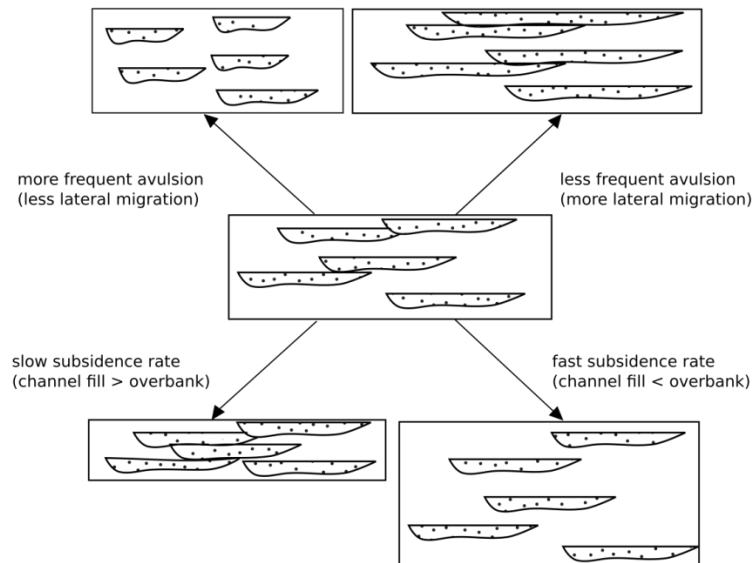 more frequent avulsion
(less lateral migration)
less frequent avulsion
(more lateral migration)
slow subsidence rate
(channel fill > overbank)
fast subsidence rate
(channel fill < overbank)